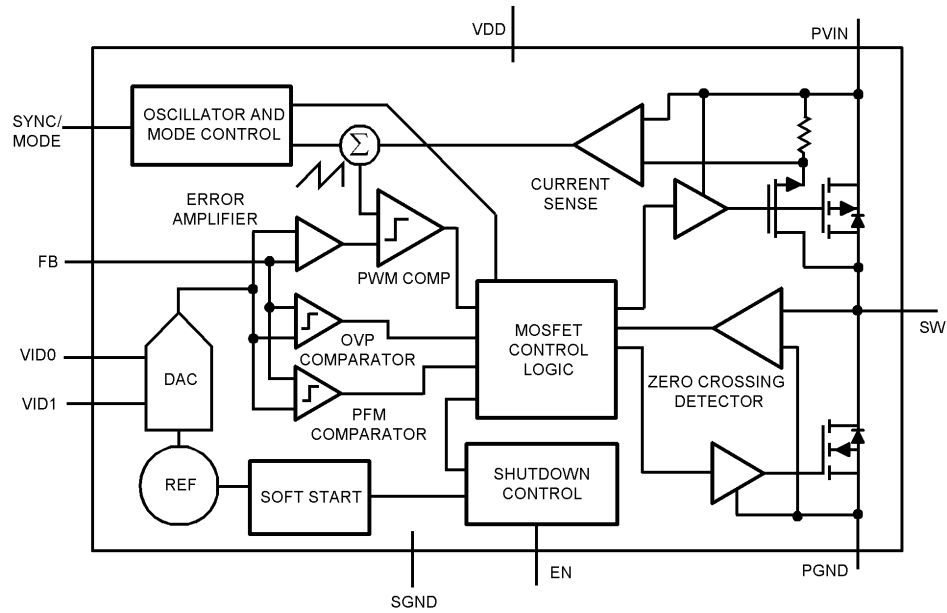 VDD
PVIN
OSCILLATOR AND
MODE CONTROL
SYNC/
MODE
Σ
CURRENT
SENSE
ERROR
AMPLIFIER
FB
PWM COMP
MOSFET
CONTROL
LOGIC
SW
OVP
COMPARATOR
VID0
DAC
ZERO CROSSING
DETECTOR
VID1
PFM
COMPARATOR
REF
SOFT START
SHUTDOWN
CONTROL
EN
PGND
SGND